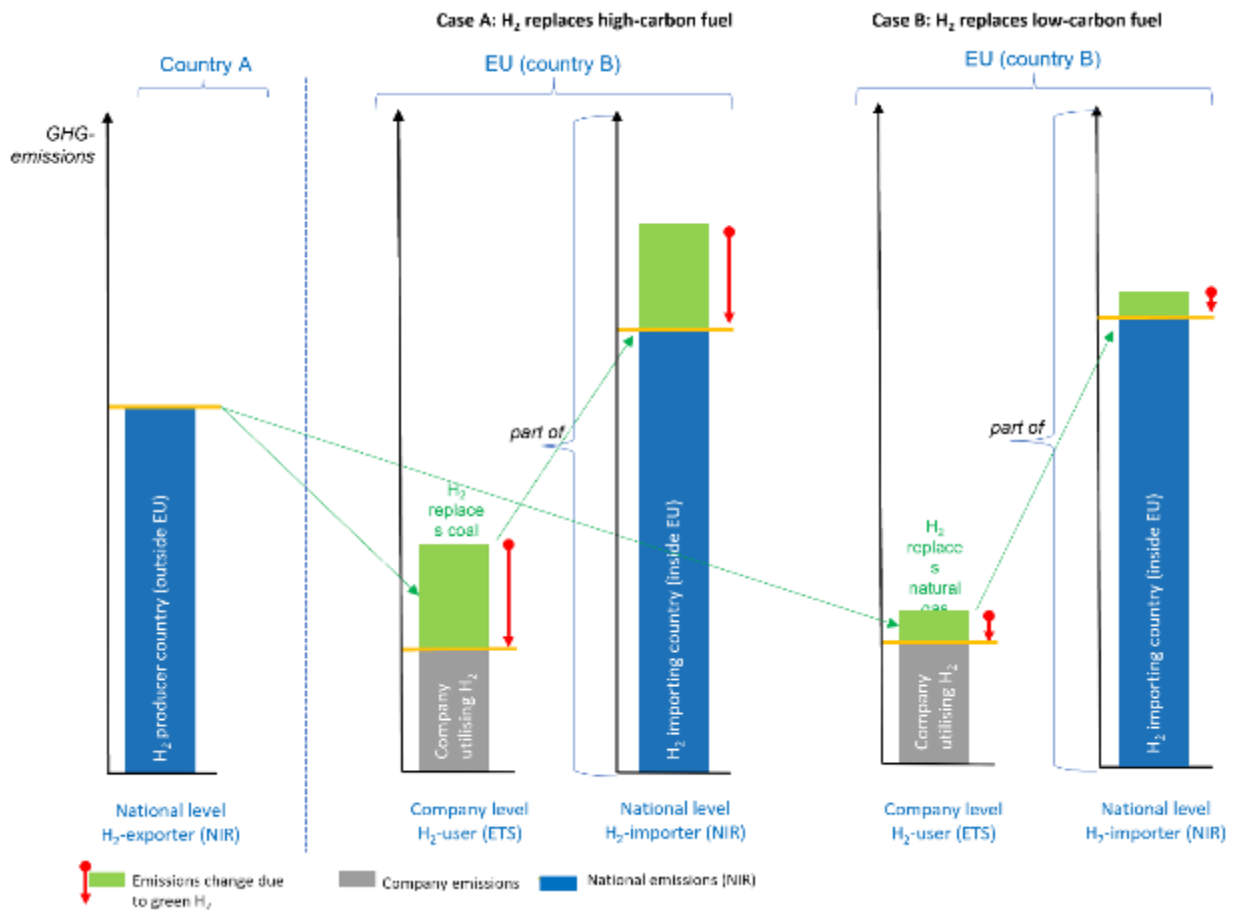 Case A: H₂ replaces high-carbon fuel
Case B: H₂ replaces low-carbon fuel
Country A
EU (country B)
EU (country B)
GHG-
emissions
part of
part of
H₂
replace
s coal
H₂
replace
s
natural
gas
H₂ producer country (outside EU)
Company
utilising H₂
H₂ importing country (inside EU)
Company
utilising H₂
H₂ importing country (inside EU)
National level
H₂-exporter (NIR)
Company level
H₂-user (ETS)
National level
H₂-importer (NIR)
Company level
H₂-user (ETS)
National level
H₂-importer (NIR)
Emissions change due
to green H₂
Company emissions
National emissions (NIR)